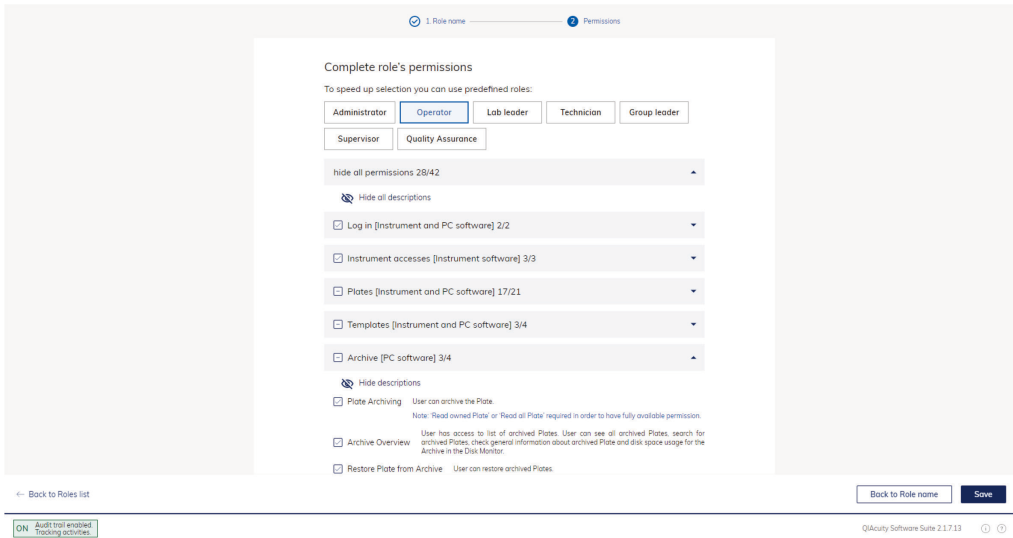 1. Role name
2 Permissions
Complete role's permissions
To speed up selection you can use predefined roles:
Administrator
Operator
Lab leader
Technician
Group leader
Supervisor
Quality Assurance
hide all permissions 28/42
Hide all descriptions
Log in [Instrument and PC software] 2/2
Instrument accesses [Instrument software] 3/3
Plates [Instrument and PC software] 17/21
Templates [Instrument and PC software] 3/4
Archive [PC software] 3/4
Hide descriptions
Plate Archiving User can archive the Plate.
Note: 'Read owned Plate' or 'Read all Plate' required in order to have fully available permission.
User has access to list of archived Plates. User can see all archived Plates, search for
Archive Overview archived Plates, check general information about archived Plate and disk space usage for the
Archive in the Disk Monitor.
Restore Plate from Archive User can restore archived Plates.
← Back to Roles list
Back to Role name
Save
ON Audit trail enabled.
Tracking activities.
QIAcuity Software Suite 2.1.7.13